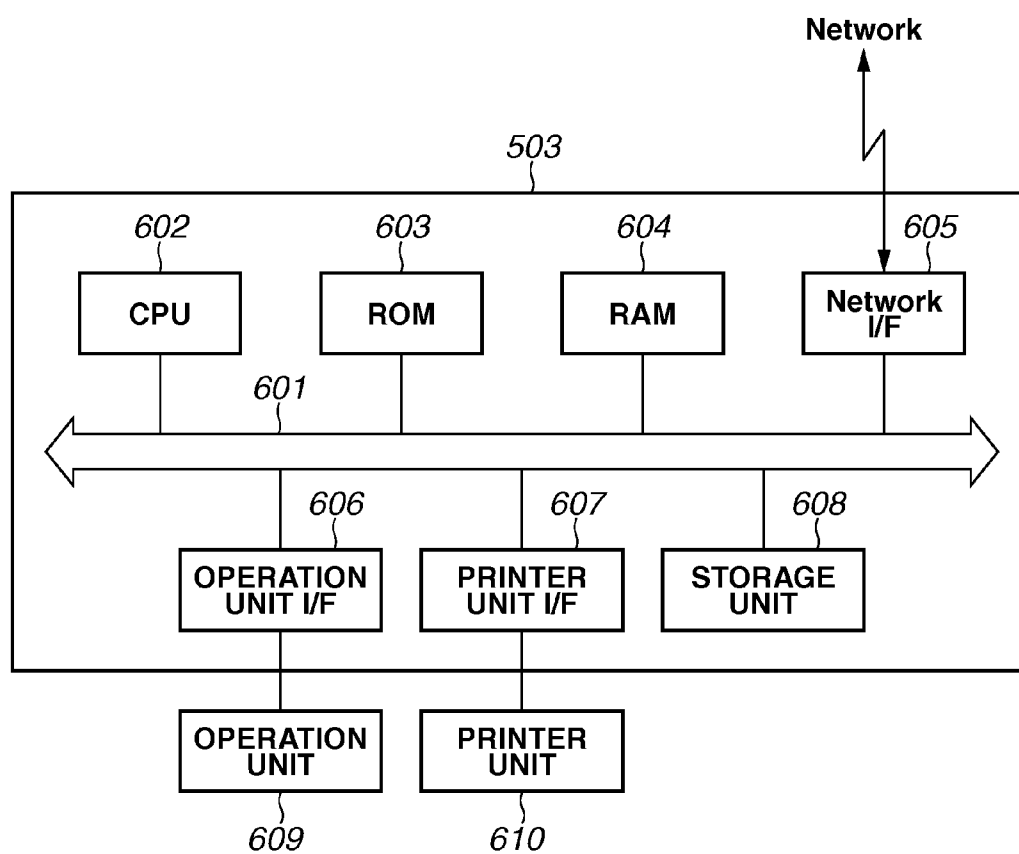 Network
503
602
603
604
605
CPU
ROM
RAM
Network
I/F
601
606
607
608
OPERATION
UNIT I/F
PRINTER
UNIT I/F
STORAGE
UNIT
OPERATION
UNIT
PRINTER
UNIT
609
610